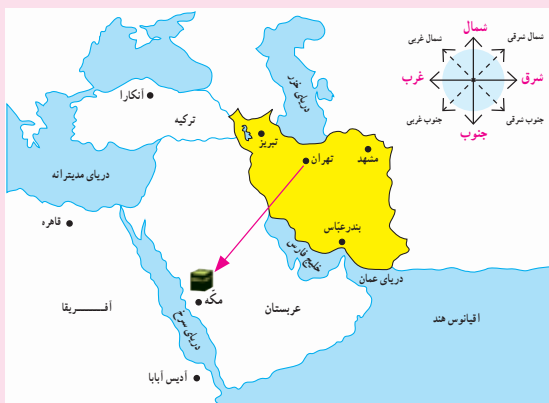 شمال
شمال شرقی
شمال غربی
شرق
غرب
جنوب شرقی
جنوب غربی
جنوب
دریای خزر
آنکارا
ترکیه
تبریز
تهران
مشهد
دریای مدیترانه
قاهره
بندرعبّاس
خلیج فارس
دریای عمان
مکّه
عربستان
آفـــــریقا
دریای سرخ
اقیانوس هند
آدیس آبابا